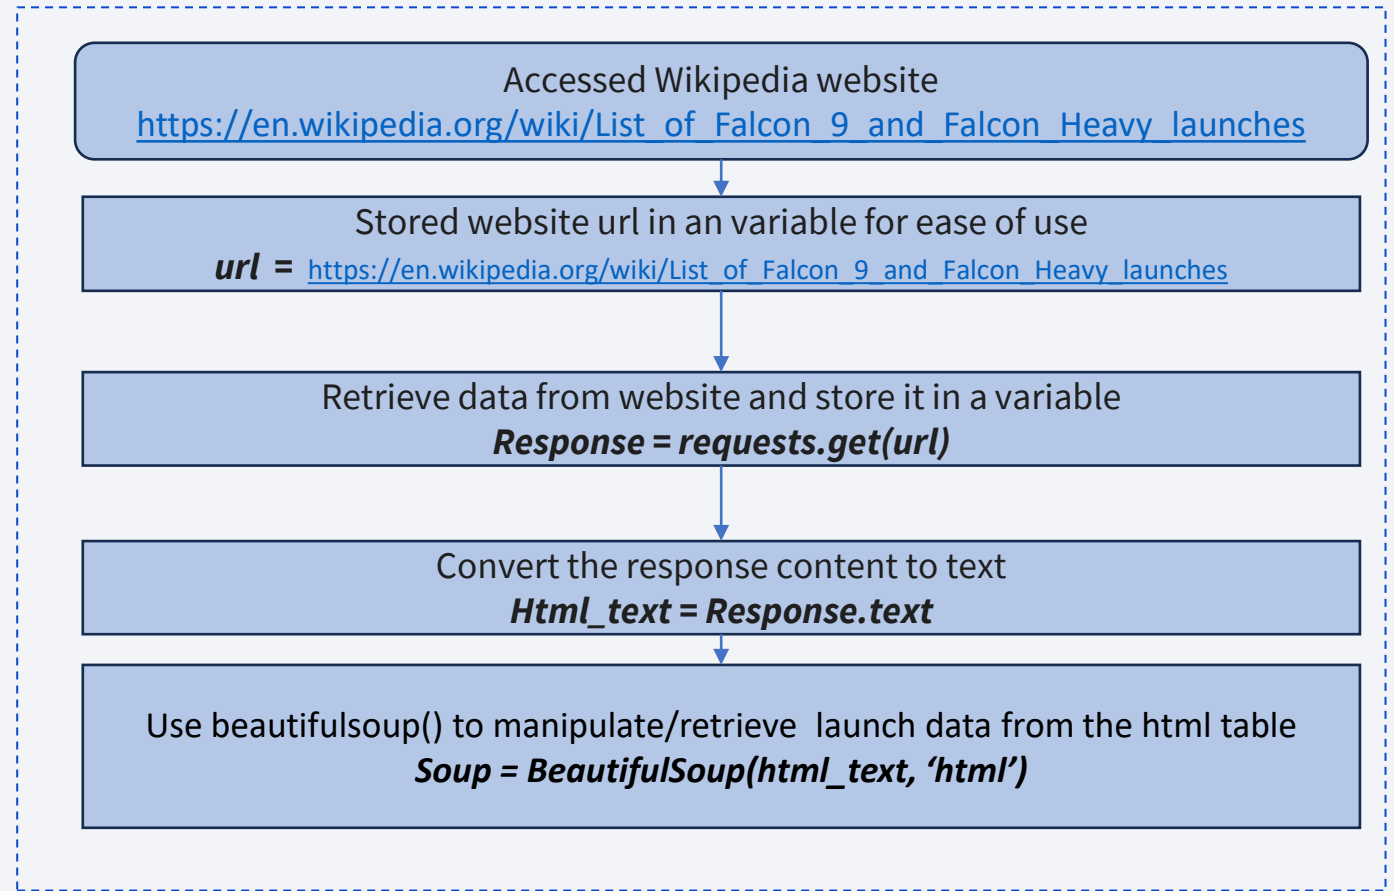 Accessed Wikipedia website
https://en.wikipedia.org/wiki/List_of_Falcon_9_and_Falcon_Heavy_launches
Stored website url in an variable for ease of use
url = https://en.wikipedia.org/wiki/List_of_Falcon_9_and_Falcon_Heavy_launches
Retrieve data from website and store it in a variable
Response = requests.get(url)
Convert the response content to text
Html_text = Response.text
Use beautifulsoup() to manipulate/retrieve launch data from the html table
Soup = BeautifulSoup(html_text, ‘html’)